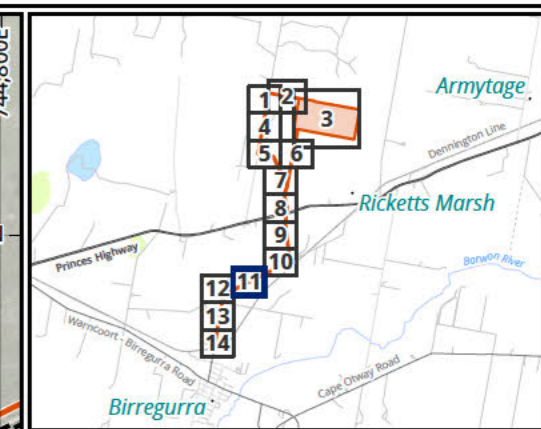 744,800E
Armytage
1
2
3
4
Dennington Line
5
6
7
Ricketts Marsh
8
9
Princes Highway
10
Barwon River
11
12
13
14
Warncoort - Birregurra Road
Cape Otway Road
Birregurra